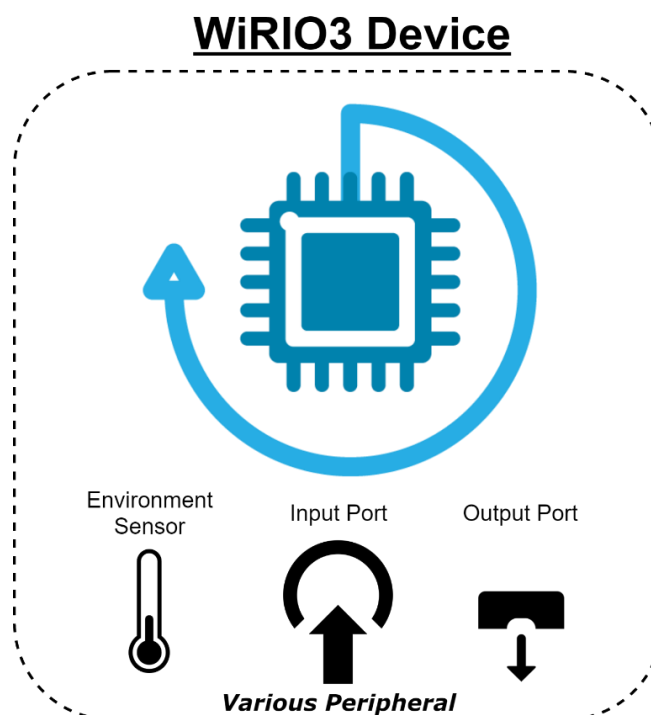 WiRIO3 Device
Environment
Sensor
Input Port
Output Port
Various Peripheral